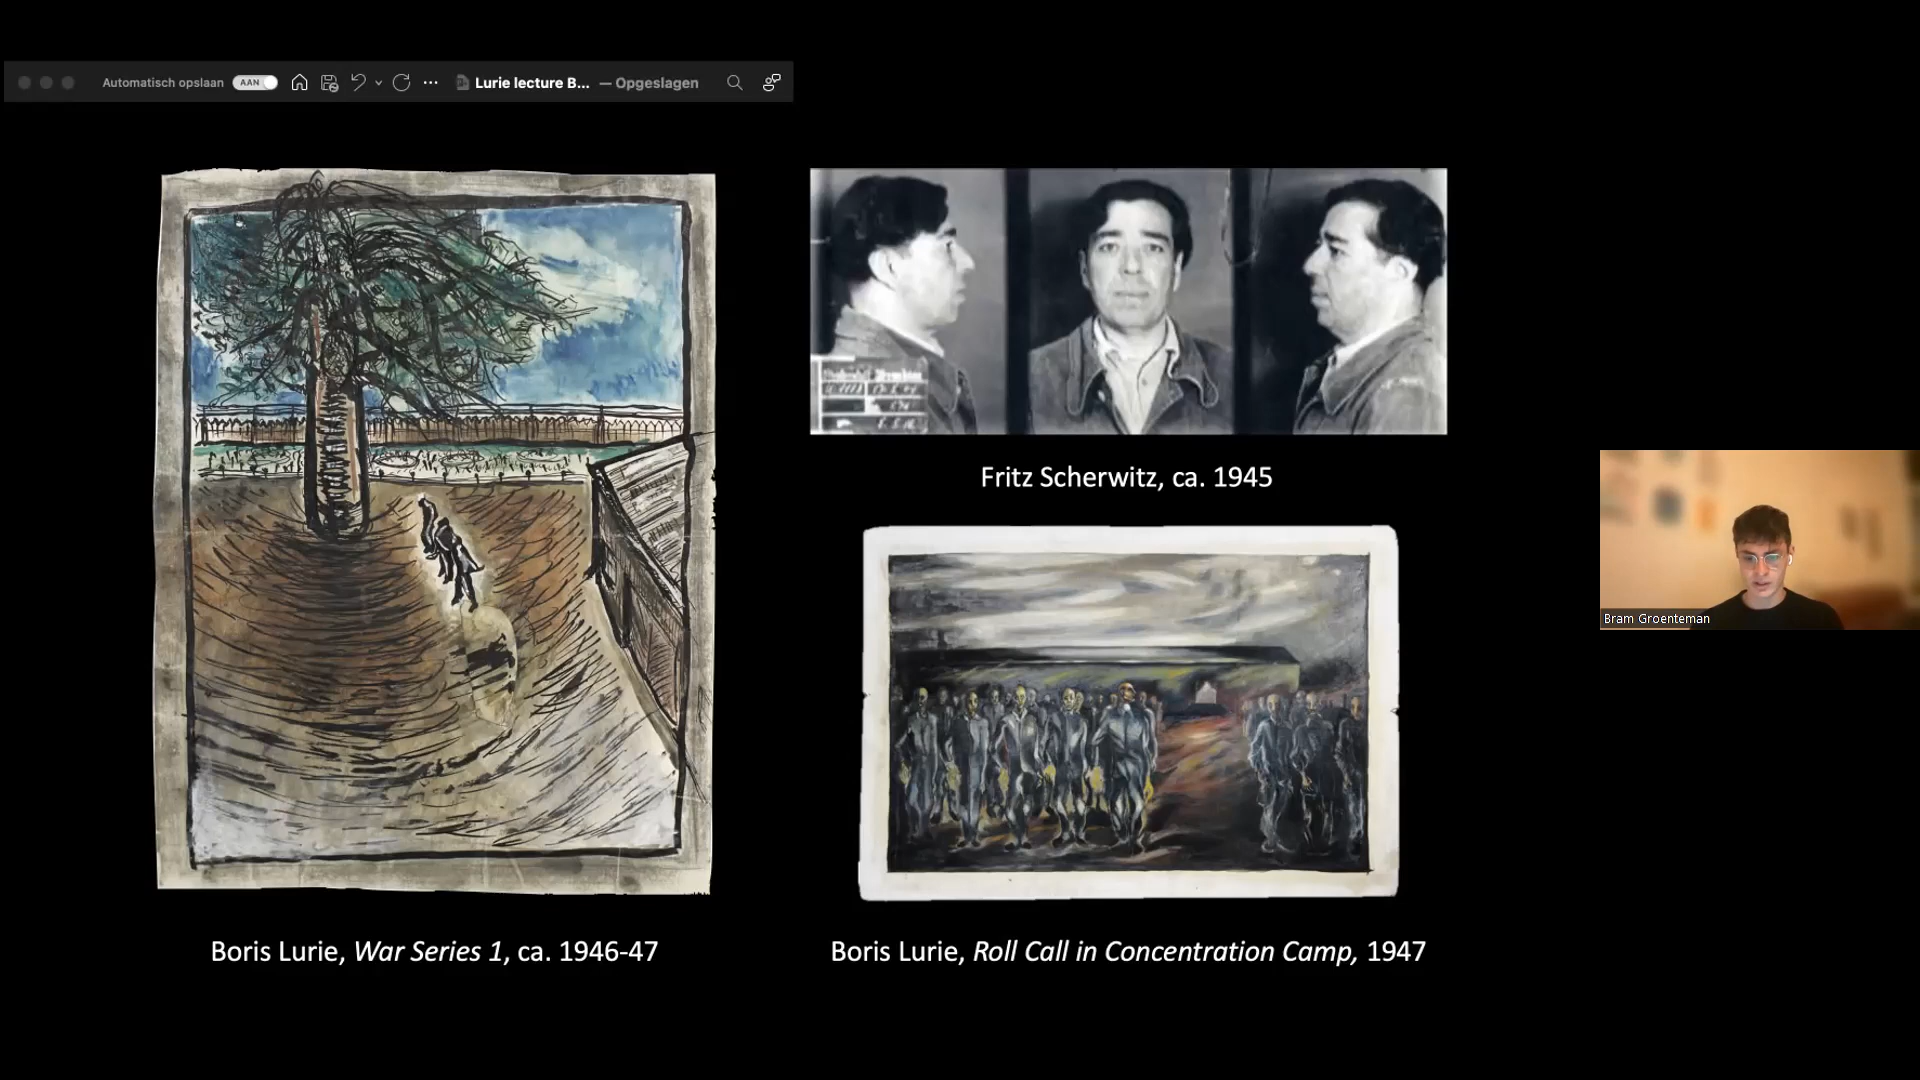 Automatisch opslaan AAN Lurie lecture B... — Opgeslagen
Fritz Scherwitz, ca. 1945
Bram Groenteman
Boris Lurie, War Series 1, ca. 1946-47
Boris Lurie, Roll Call in Concentration Camp, 1947